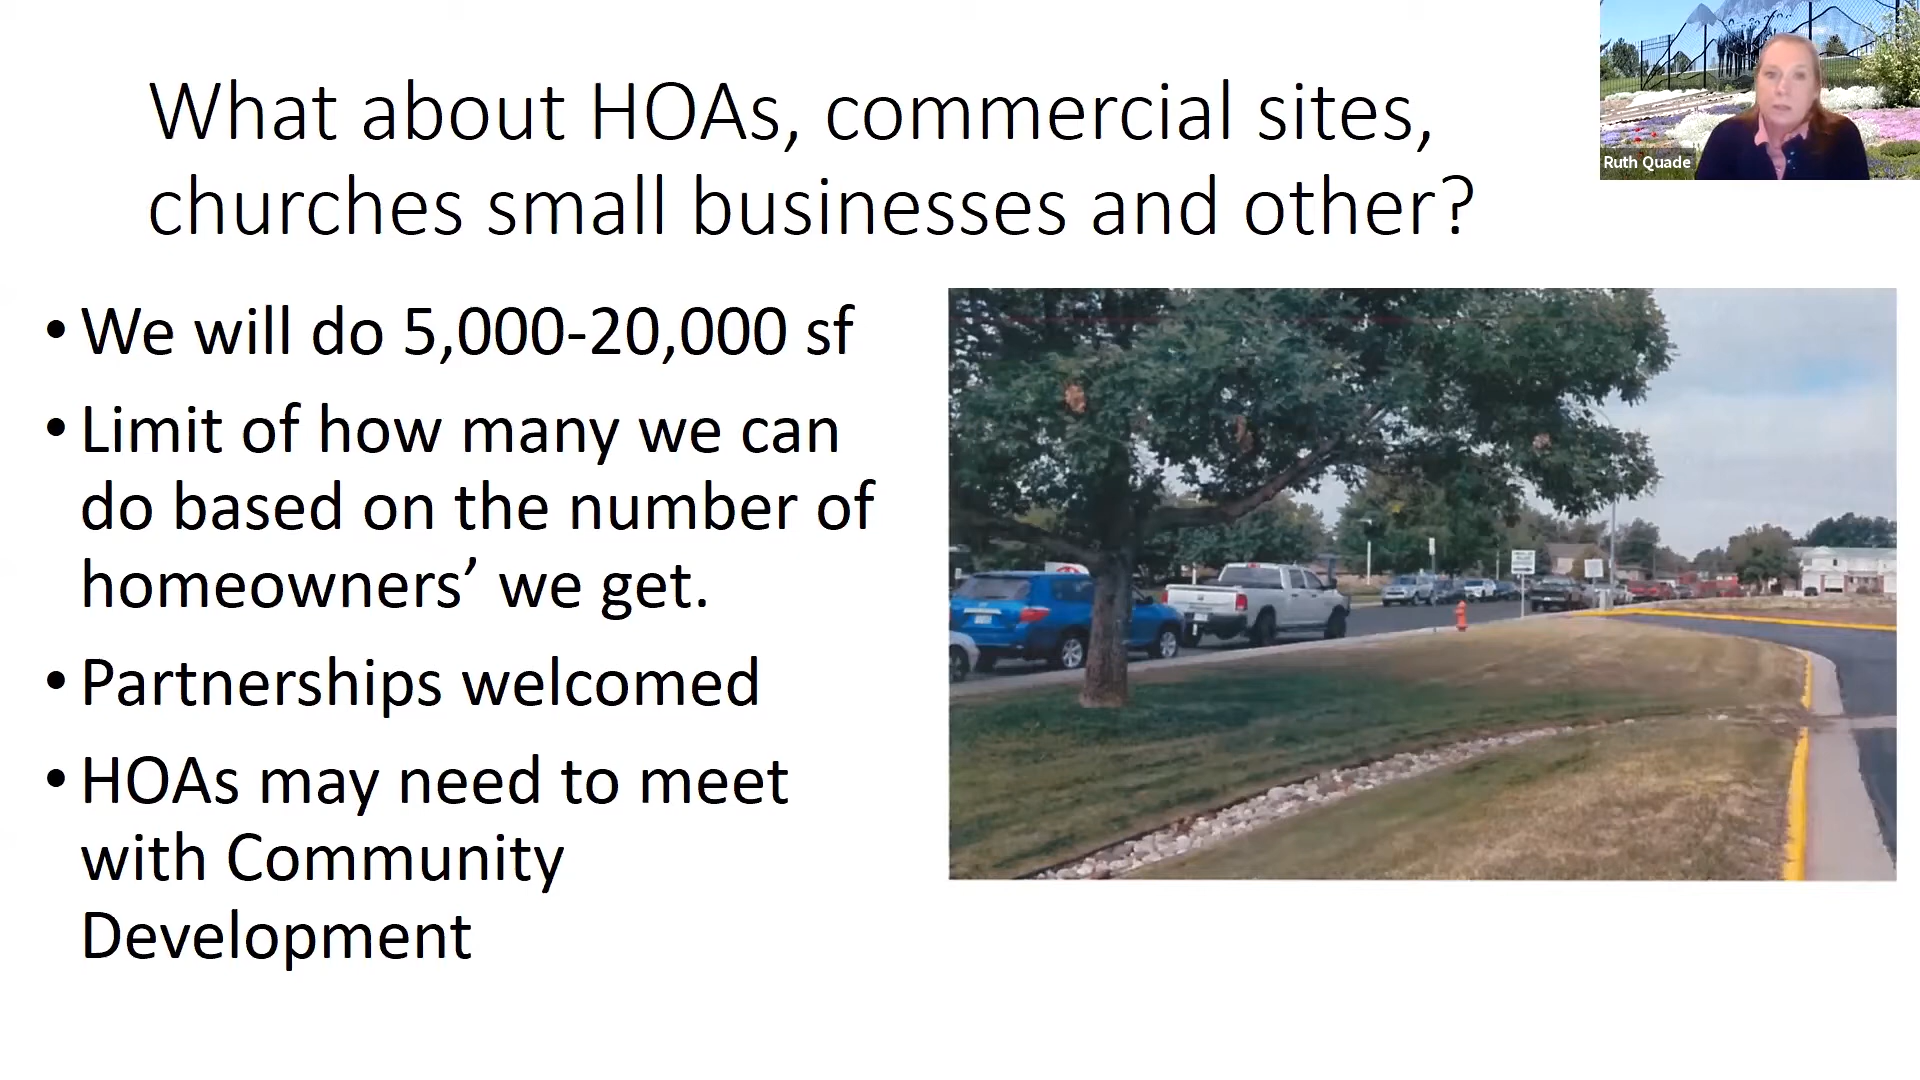 What about HOAs, commercial sites,
churches small businesses and other?
Ruth Quade
• We will do 5,000-20,000 sf
• Limit of how many we can
do based on the number of
homeowners’ we get.
• Partnerships welcomed
• HOAs may need to meet
with Community
Development